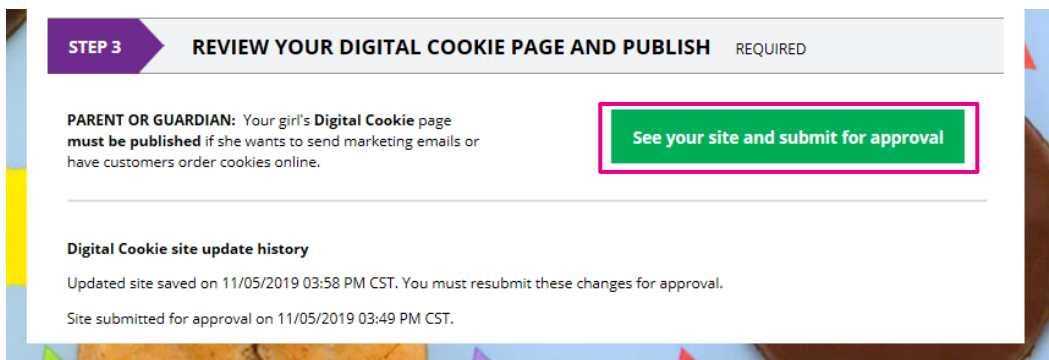 STEP 3 REVIEW YOUR DIGITAL COOKIE PAGE AND PUBLISH REQUIRED
PARENT OR GUARDIAN: Your girl's Digital Cookie page
must be published if she wants to send marketing emails or
have customers order cookies online.
See your site and submit for approval
Digital Cookie site update history
Updated site saved on 11/05/2019 03:58 PM CST. You must resubmit these changes for approval.
Site submitted for approval on 11/05/2019 03:49 PM CST.